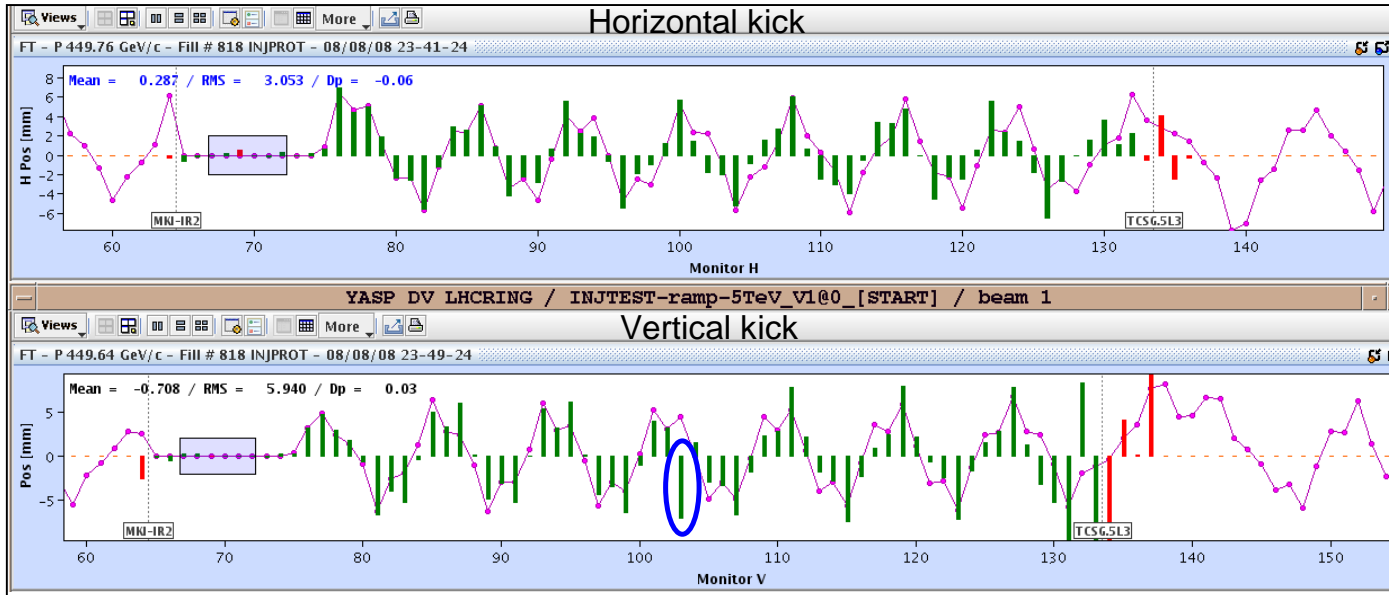 Views More Horizontal kick
FT - P 449.76 GeV/c - Fill # 818 INJPROT - 08/08/08 23-41-24
Mean = 0.287 / RMS = 3.053 / Dp = -0.06
H Pos [mm]
8
6
4
2
0
-2
-4
-6
MKI-IR2
TCSG.5L3
60 70 80 90 100 110 120 130 140
Monitor H
YASP DV LHCRING / INJTEST-ramp-5TeV_V1@0_[START] / beam 1
Views More Vertical kick
FT - P 449.64 GeV/c - Fill # 818 INJPROT - 08/08/08 23-49-24
Mean = -0.708 / RMS = 5.940 / Dp = 0.03
Pos [mm]
5
0
-5
MKI-IR2
TCSG.5L3
60 70 80 90 100 110 120 130 140 150
Monitor V